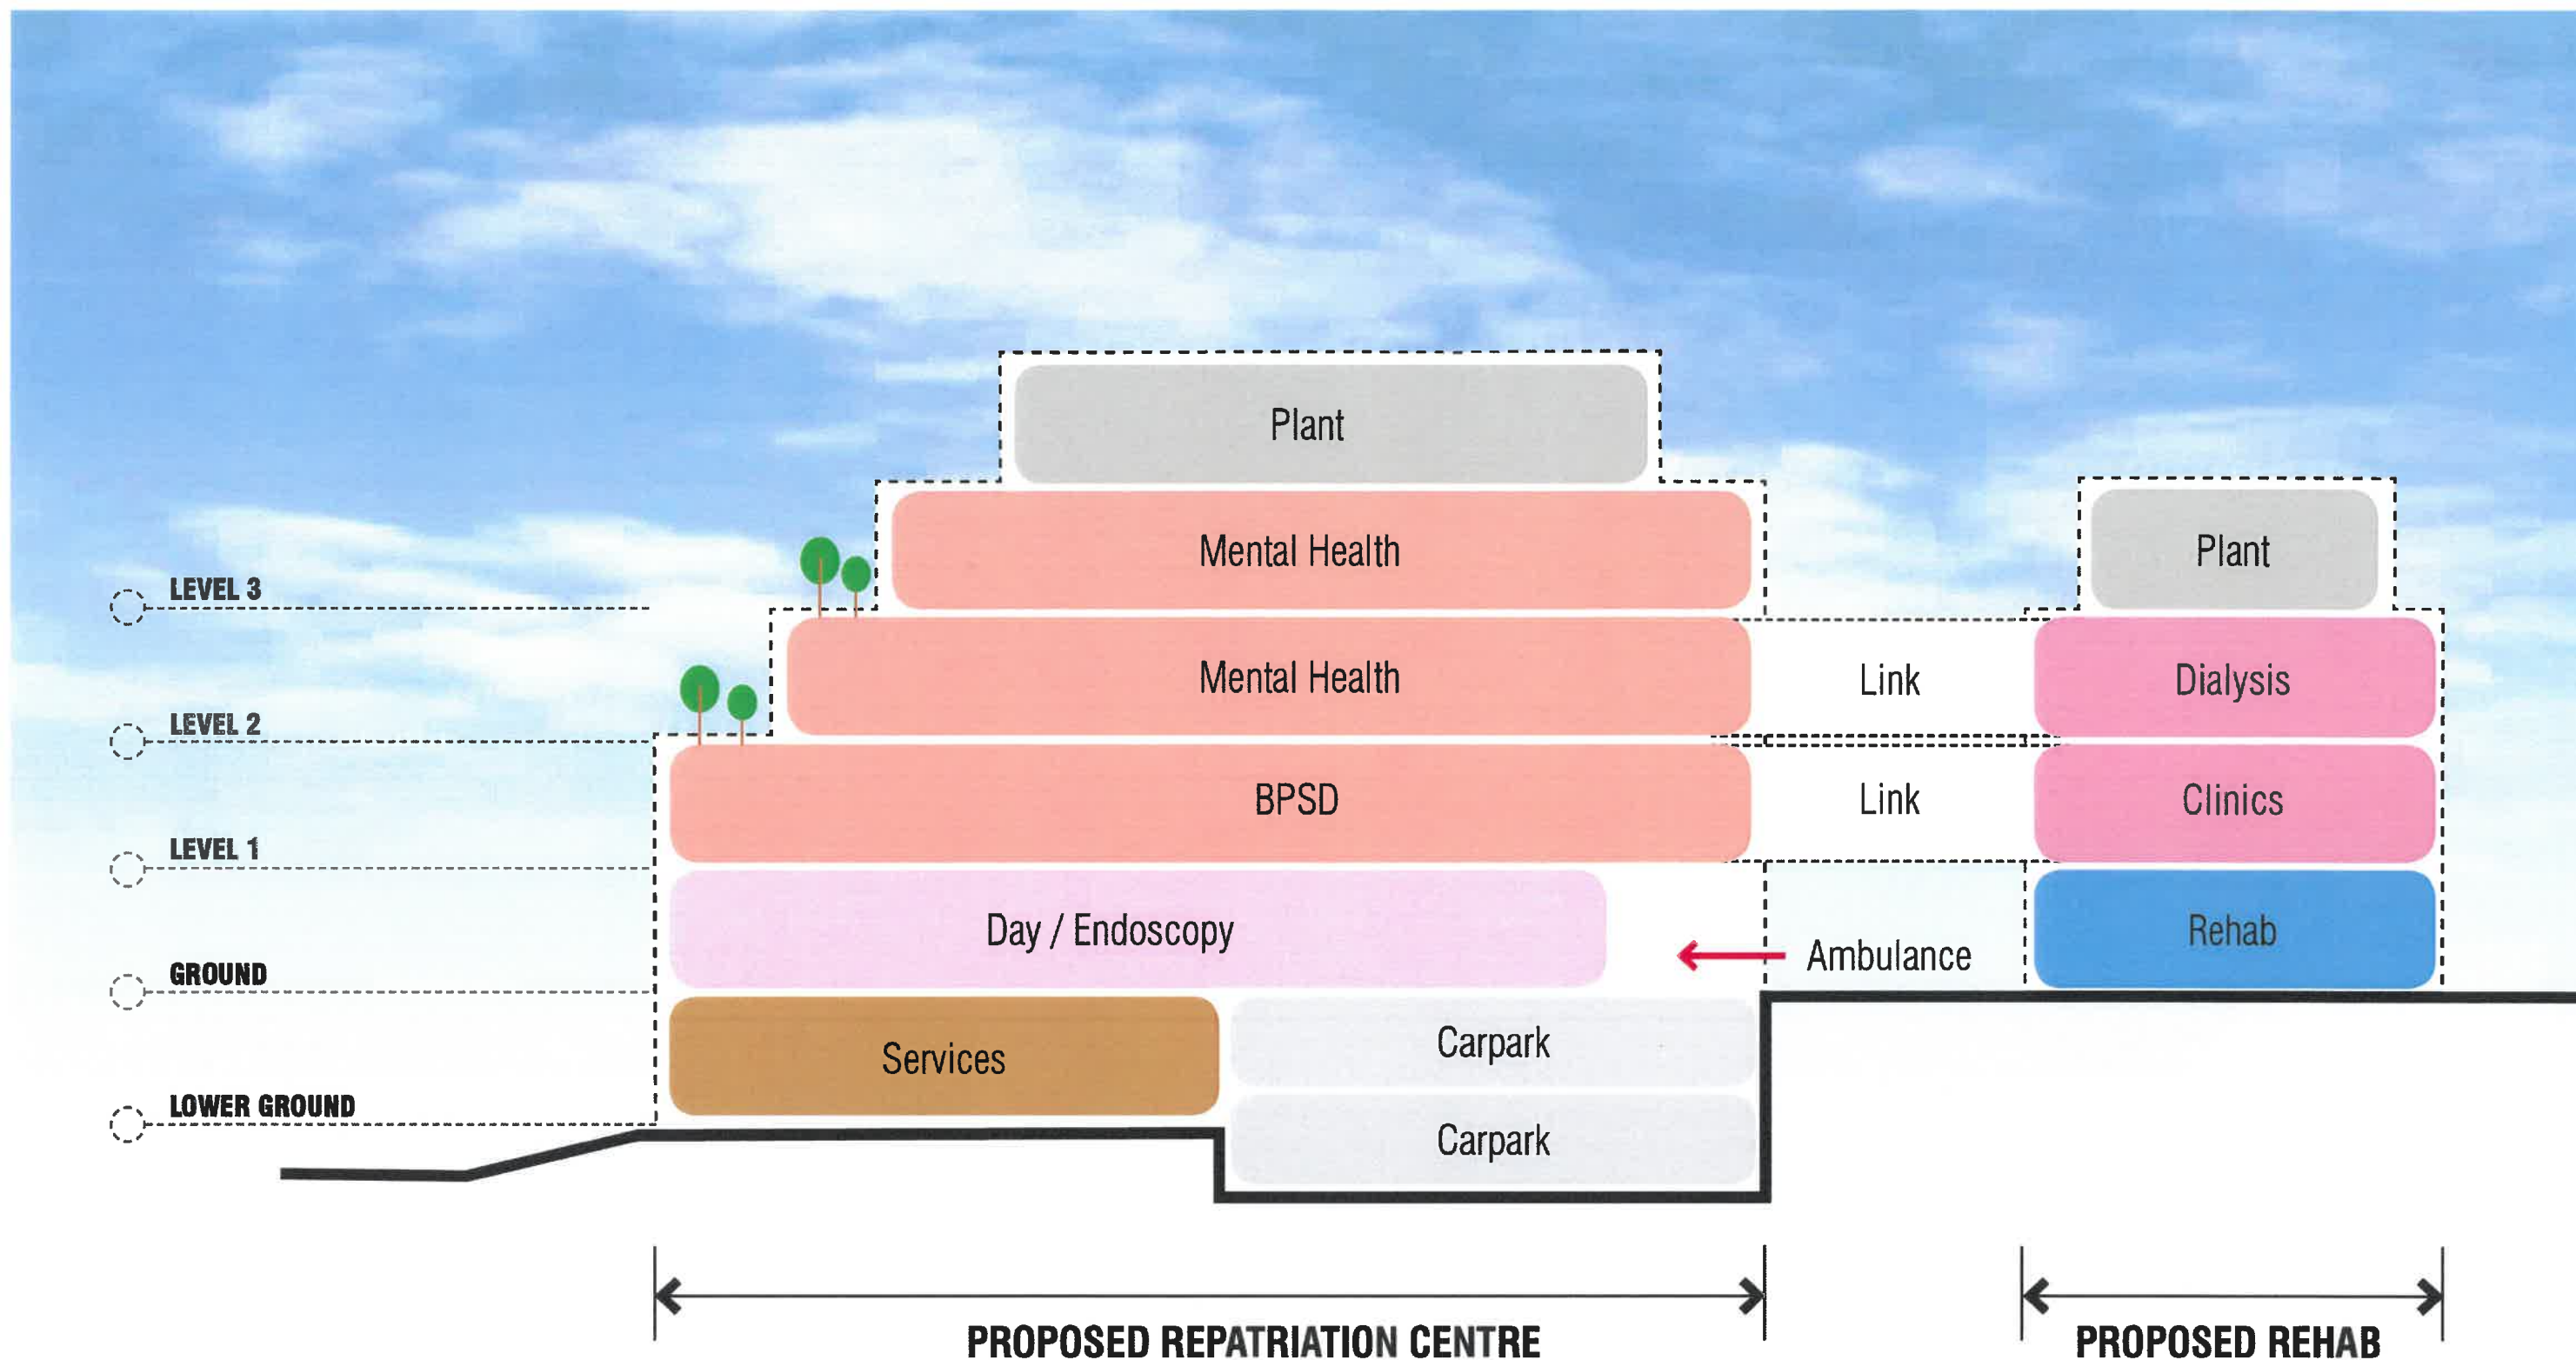 Plant
Mental Health
Plant
LEVEL 3
Mental Health
Link
Dialysis
LEVEL 2
BPSD
Link
Clinics
LEVEL 1
Day / Endoscopy
Ambulance
Rehab
GROUND
Services
Carpark
LOWER GROUND
Carpark
PROPOSED REPATRIATION CENTRE
PROPOSED REHAB